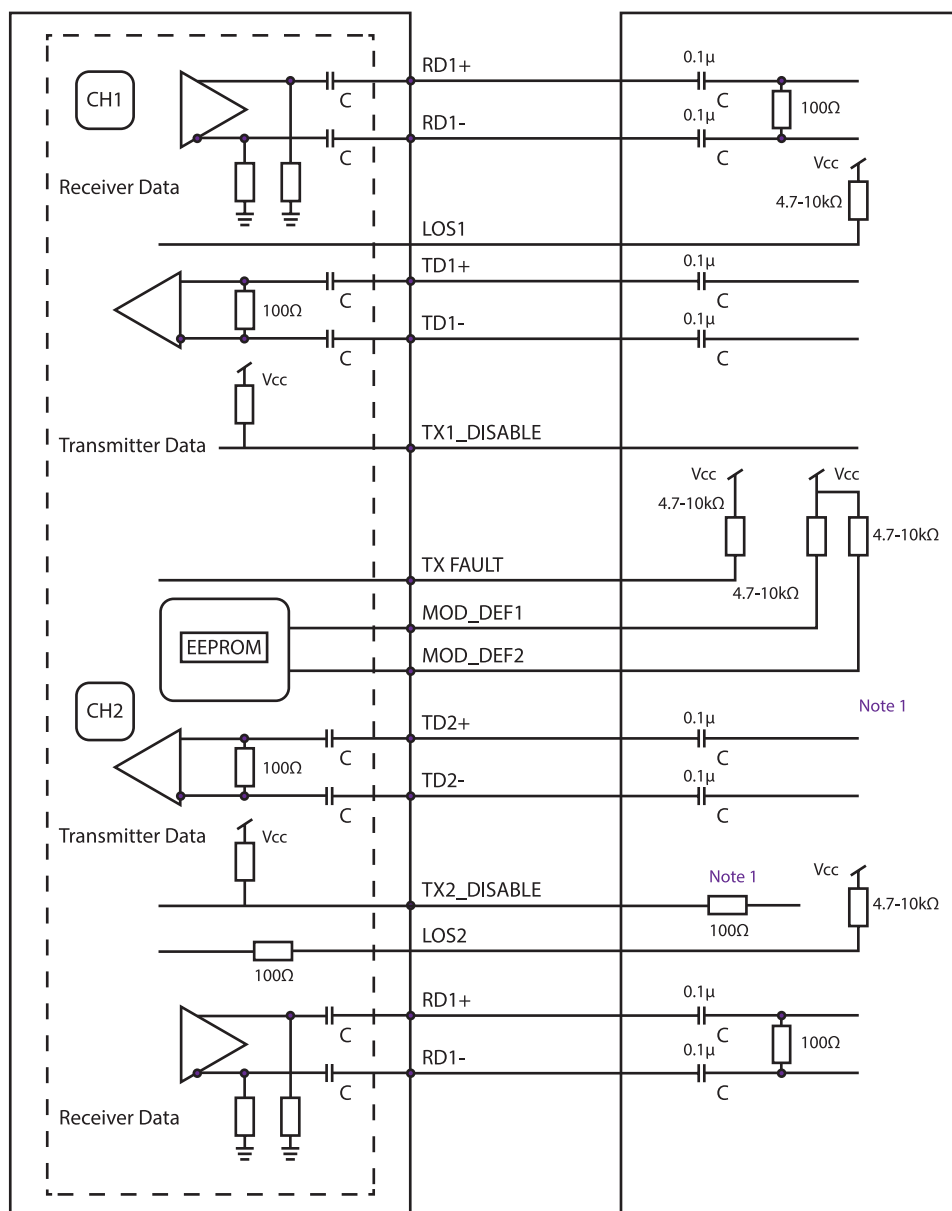 RD1+
0.1µ
CH1
C
C
100Ω
0.1µ
RD1-
C
C
Vcc
Receiver Data
4.7-10kΩ
LOS1
TD1+
0.1µ
C
C
100Ω
0.1µ
TD1-
C
C
Vcc
TX1_DISABLE
Transmitter Data
Vcc
Vcc
4.7-10kΩ
4.7-10kΩ
TX FAULT
4.7-10kΩ
MOD_DEF1
EEPROM
MOD_DEF2
CH2
Note 1
TD2+
0.1µ
C
C
100Ω
0.1µ
TD2-
C
C
Transmitter Data
Vcc
Vcc
Note 1
TX2_DISABLE
4.7-10kΩ
100Ω
LOS2
100Ω
RD1+
0.1µ
C
C
100Ω
0.1µ
RD1-
C
C
Receiver Data